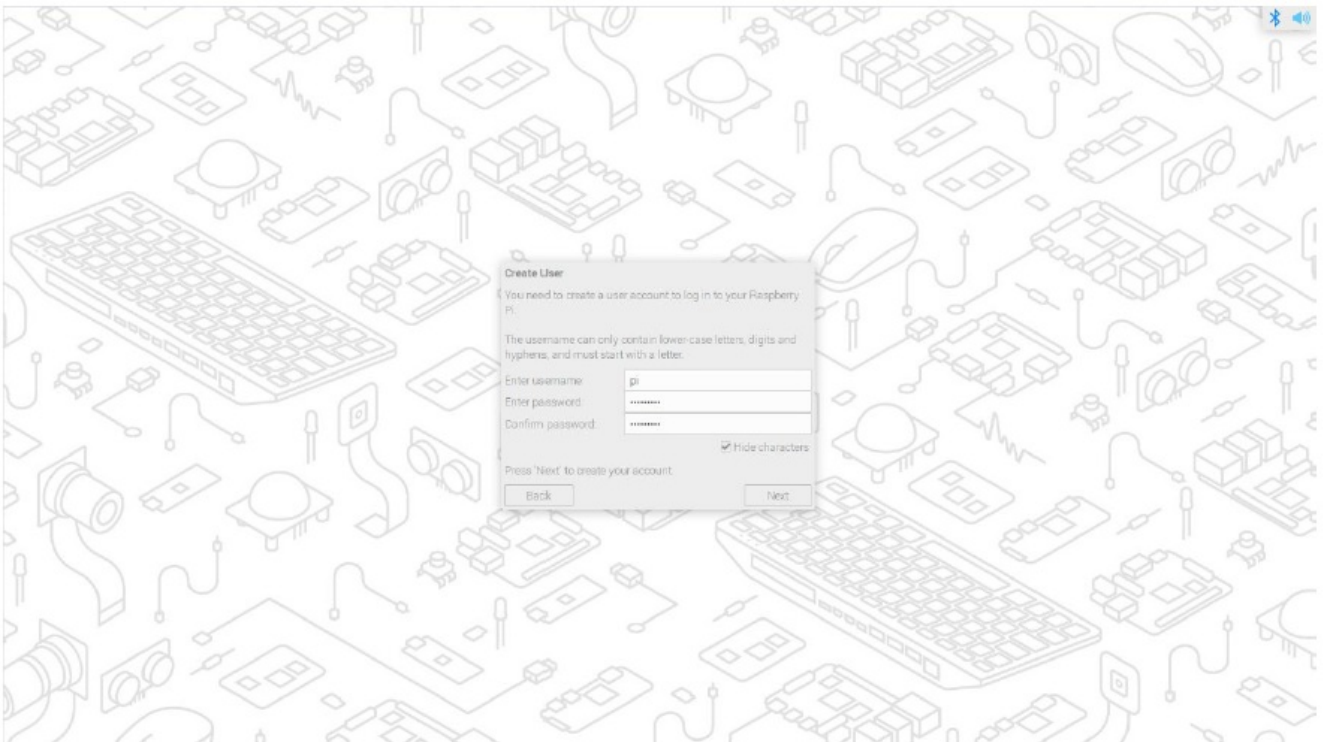 Create User
You need to create a user account to log in to your Raspberry
Pi.
The username can only contain lower-case letters, digits and
hyphens, and must start with a letter.
Enter username: pi
Enter password: ••••••••••
Confirm password: ••••••••••
Hide characters
Press 'Next' to create your account.
Back Next